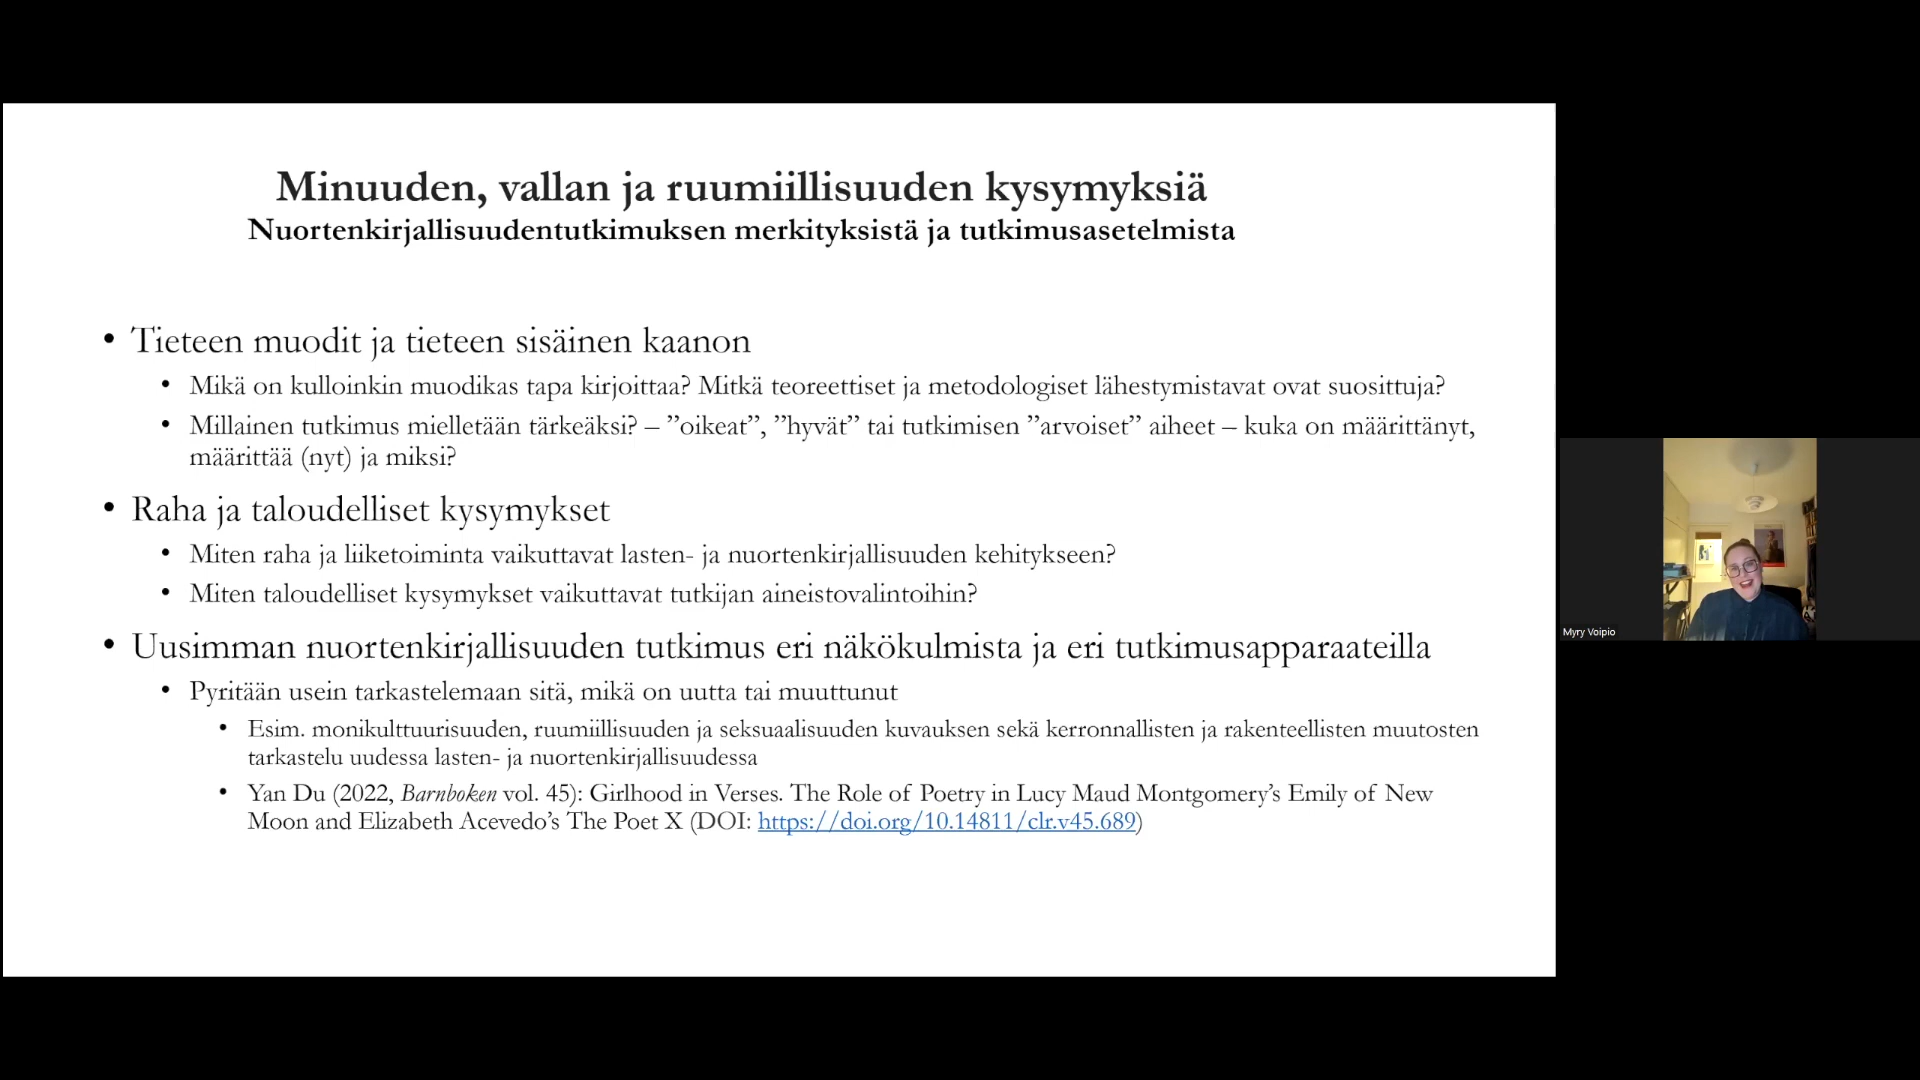 Minuuden, vallan ja ruumiillisuuden kysymyksiä
Nuortenkirjallisuudentutkimuksen merkityksistä ja tutkimusasetelmista
• Tieteen muodit ja tieteen sisäinen kaanon
• Mikä on kulloinkin muodikas tapa kirjoittaa? Mitkä teoreettiset ja metodologiset lähestymistavat ovat suosittuja?
• Millainen tutkimus mielletään tärkeäksi? – ”oikeat”, ”hyvät” tai tutkimisen ”arvoiset” aiheet – kuka on määrittänyt,
määrittää (nyt) ja miksi?
• Raha ja taloudelliset kysymykset
• Miten raha ja liiketoiminta vaikuttavat lasten- ja nuortenkirjallisuuden kehitykseen?
• Miten taloudelliset kysymykset vaikuttavat tutkijan aineistovalintoihin?
• Uusimman nuortenkirjallisuuden tutkimus eri näkökulmista ja eri tutkimusapparaateilla
• Pyritään usein tarkastelemaan sitä, mikä on uutta tai muuttunut
• Esim. monikulttuurisuuden, ruumiillisuuden ja seksuaalisuuden kuvauksen sekä kerronnallisten ja rakenteellisten muutosten
tarkastelu uudessa lasten- ja nuortenkirjallisuudessa
• Yan Du (2022, Barnboken vol. 45): Girlhood in Verses. The Role of Poetry in Lucy Maud Montgomery’s Emily of New
Moon and Elizabeth Acevedo’s The Poet X (DOI: https://doi.org/10.14811/clr.v45.689)
Myry Voipio